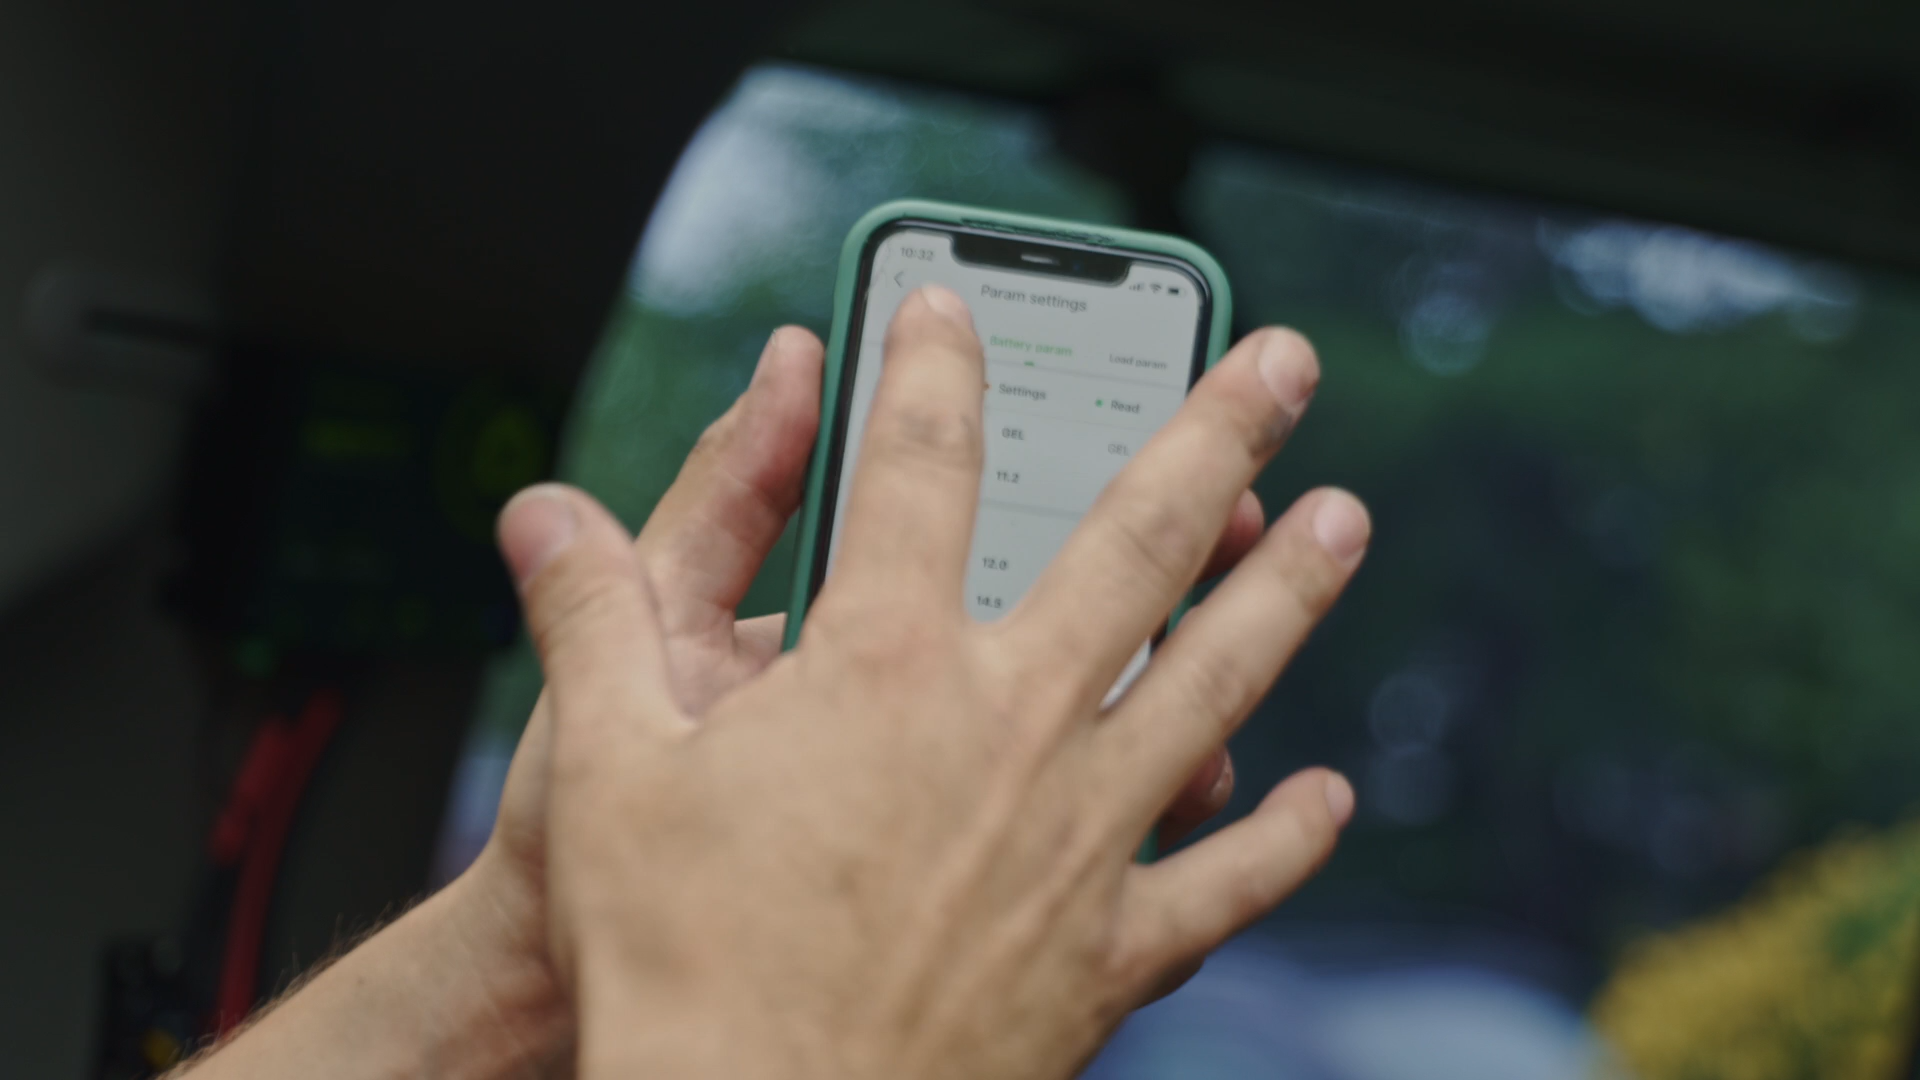 10:32
Param settings
Battery param Load param
Settings Read
GEL GEL
11.2
12.0
14.5